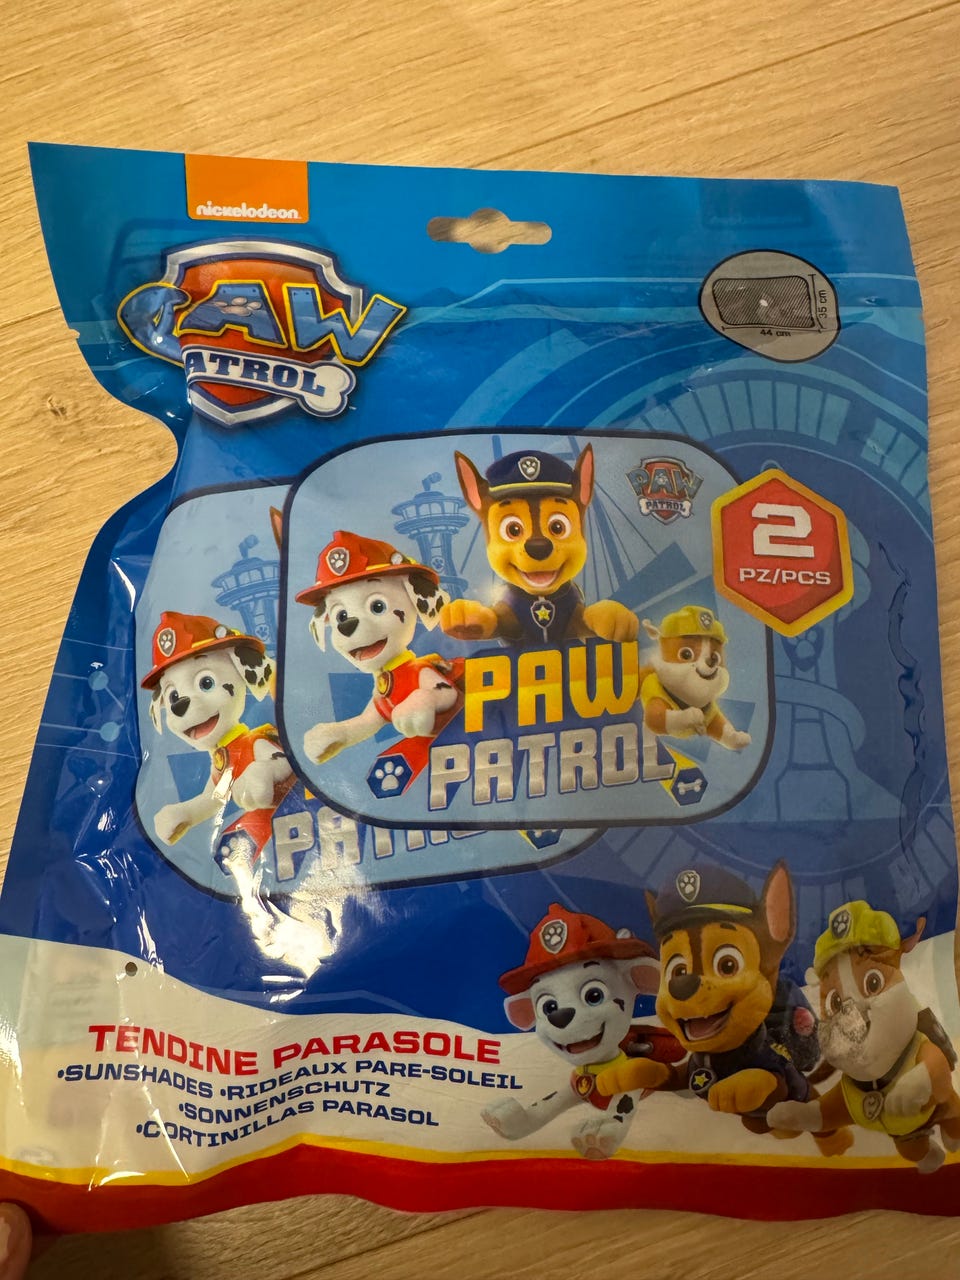 nickelodeon
PAW
PATROL
35 cm
44 cm
PAW
PATROL
2
PZ/PCS
PAW
PATROL
TENDINE PARASOLE
•SUNSHADES •RIDEAUX PARE-SOLEIL
•SONNENSCHUTZ
•CORTINILLAS PARASOL